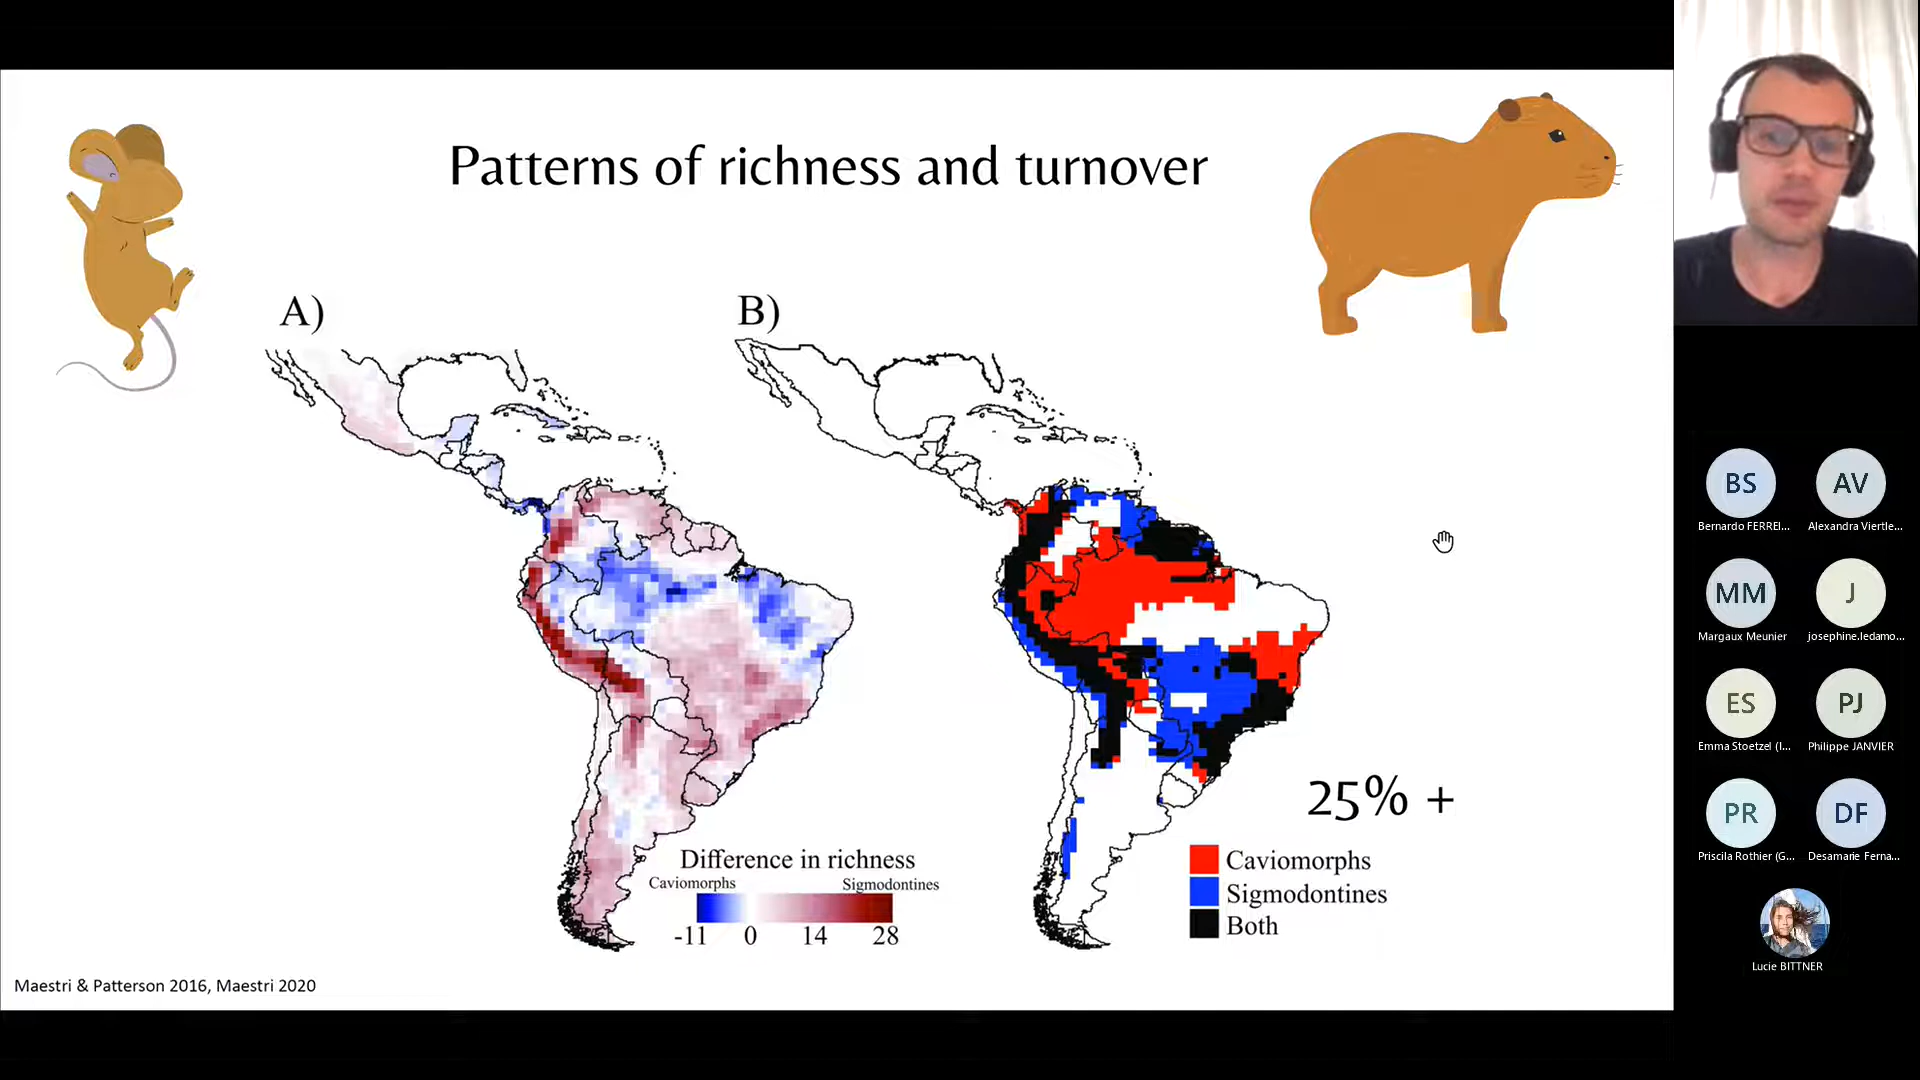 Patterns of richness and turnover
A)
B)
Difference in richness
Caviomorphs Sigmodontines
-11 0 14 28
25% +
Caviomorphs
Sigmodontines
Both
Maestri & Patterson 2016, Maestri 2020
BS AV
Bernardo FERREI... Alexandra Viertle...
MM J
Margaux Meunier josephine.ledamo...
ES PJ
Emma Stoetzel (I... Philippe JANVIER
PR DF
Priscila Rothier (G... Desamarie Ferna...
Lucie BITTNER